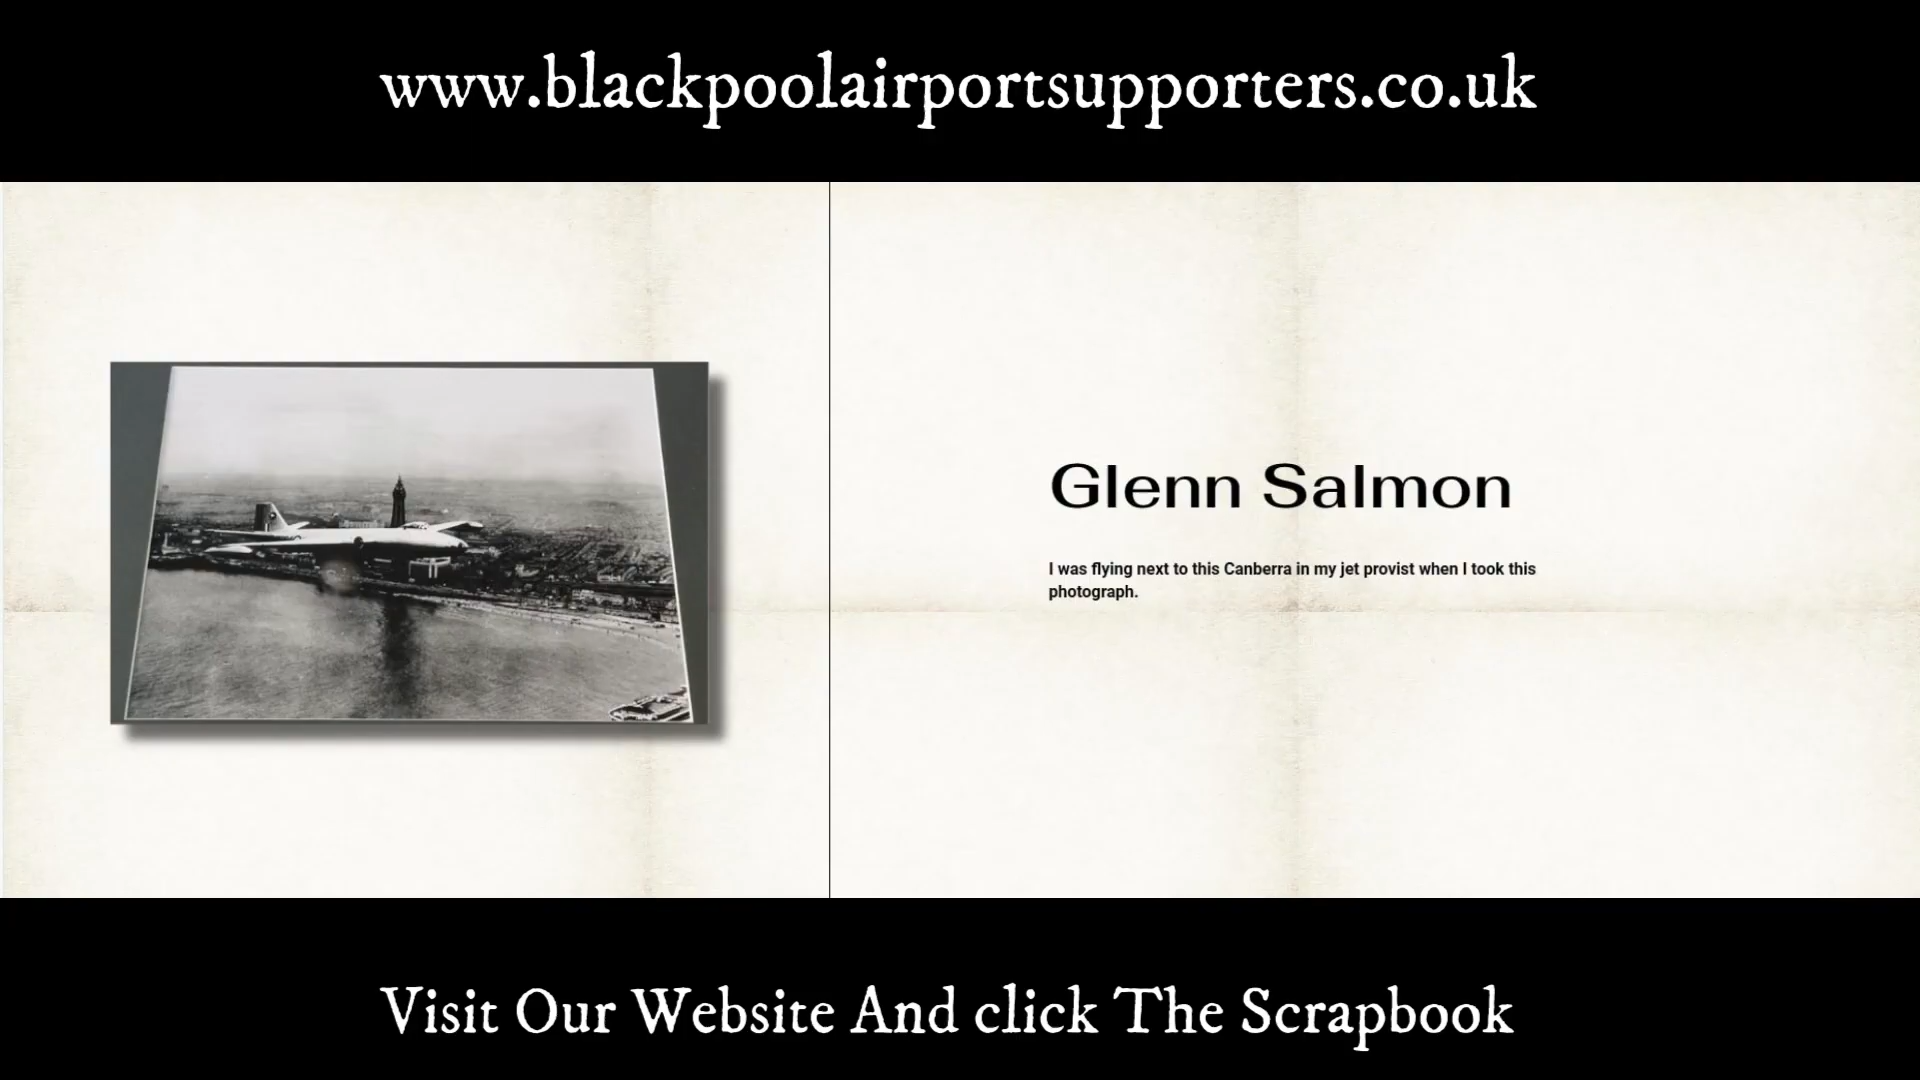 www.blackpoolairportsupporters.co.uk
Glenn Salmon
I was flying next to this Canberra in my jet provist when I took this
photograph.
Visit Our Website And click The Scrapbook